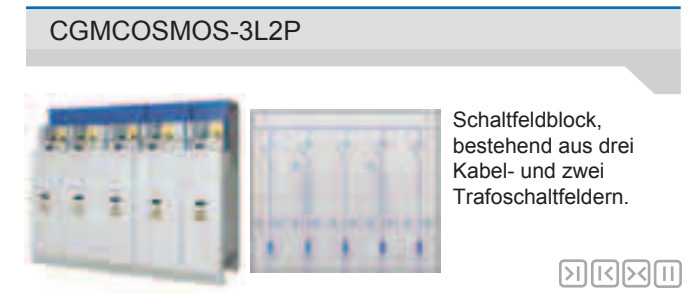 CGMCOSMOS-3L2P
Schaltfeldblock,
bestehend aus drei
Kabel- und zwei
Trafoschaltfeldern.